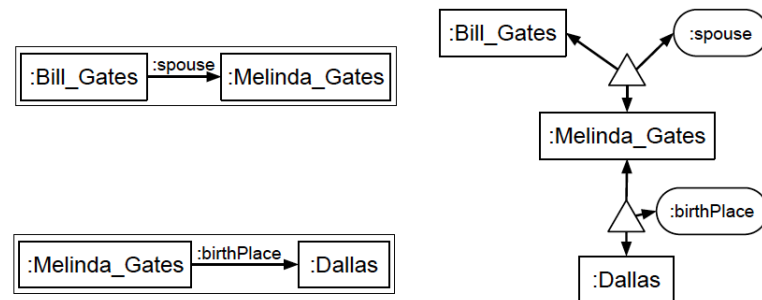 :Bill_Gates :spouse :Melinda_Gates
:Melinda_Gates :birthPlace :Dallas
:Bill_Gates :spouse
:Melinda_Gates
:birthPlace
:Dallas